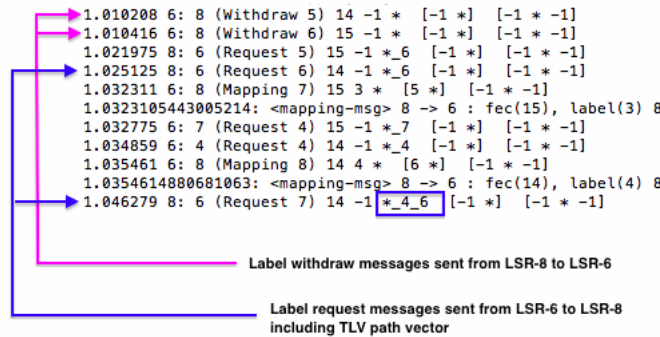 1.010208 6: 8 (Withdraw 5) 14 -1 * [-1 *] [-1 * -1]
1.010416 6: 8 (Withdraw 6) 15 -1 * [-1 *] [-1 * -1]
1.021975 8: 6 (Request 5) 15 -1 *_6 [-1 *] [-1 * -1]
1.025125 8: 6 (Request 6) 14 -1 *_6 [-1 *] [-1 * -1]
1.032311 6: 8 (Mapping 7) 15 3 * [5 *] [-1 * -1]
1.0323105443005214: <mapping-msg> 8 -> 6 : fec(15), label(3) 8
1.032775 6: 7 (Request 4) 15 -1 *_7 [-1 *] [-1 * -1]
1.034859 6: 4 (Request 4) 14 -1 *_4 [-1 *] [-1 * -1]
1.035461 6: 8 (Mapping 8) 14 4 * [6 *] [-1 * -1]
1.0354614880681063: <mapping-msg> 8 -> 6 : fec(14), label(4) 8
1.046279 8: 6 (Request 7) 14 -1 *_4_6 [-1 *] [-1 * -1]
Label withdraw messages sent from LSR-8 to LSR-6
Label request messages sent from LSR-6 to LSR-8
including TLV path vector